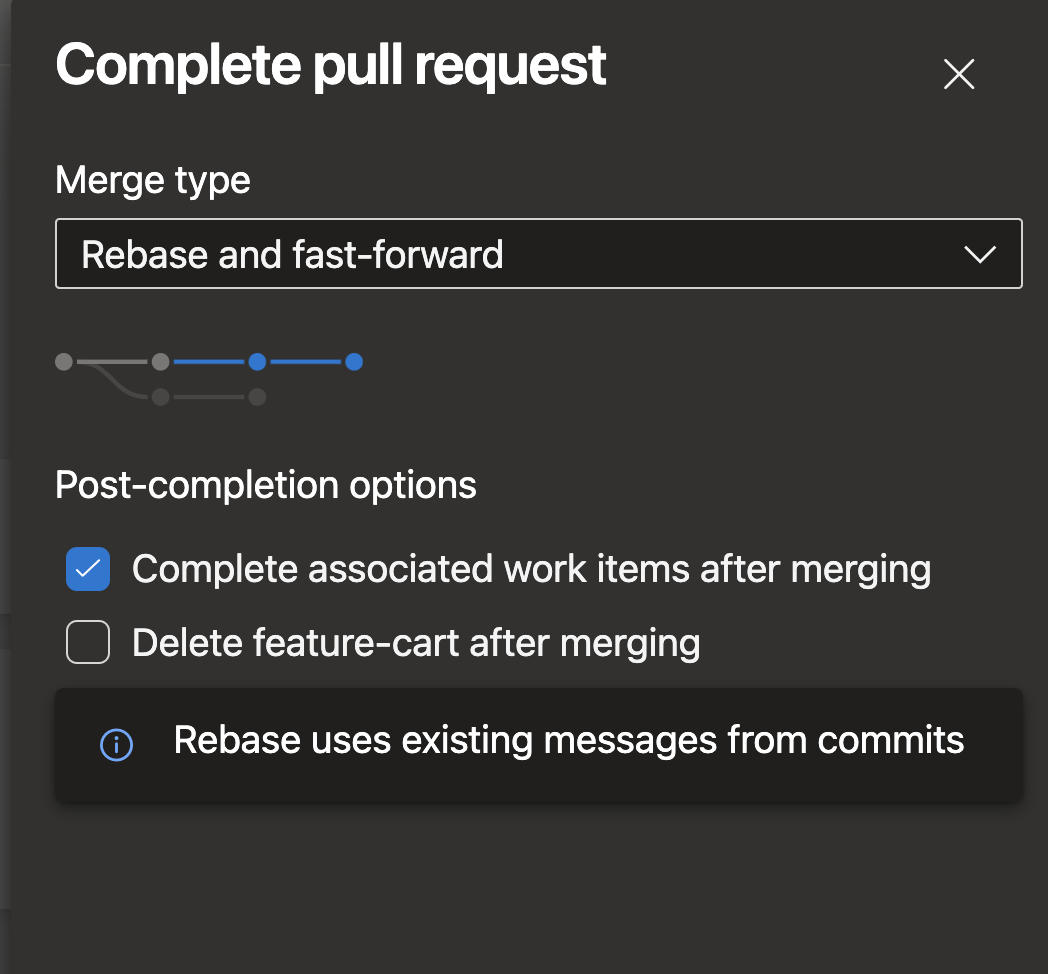 Complete pull request
Merge type
Rebase and fast-forward
Post-completion options
Complete associated work items after merging
Delete feature-cart after merging
Rebase uses existing messages from commits